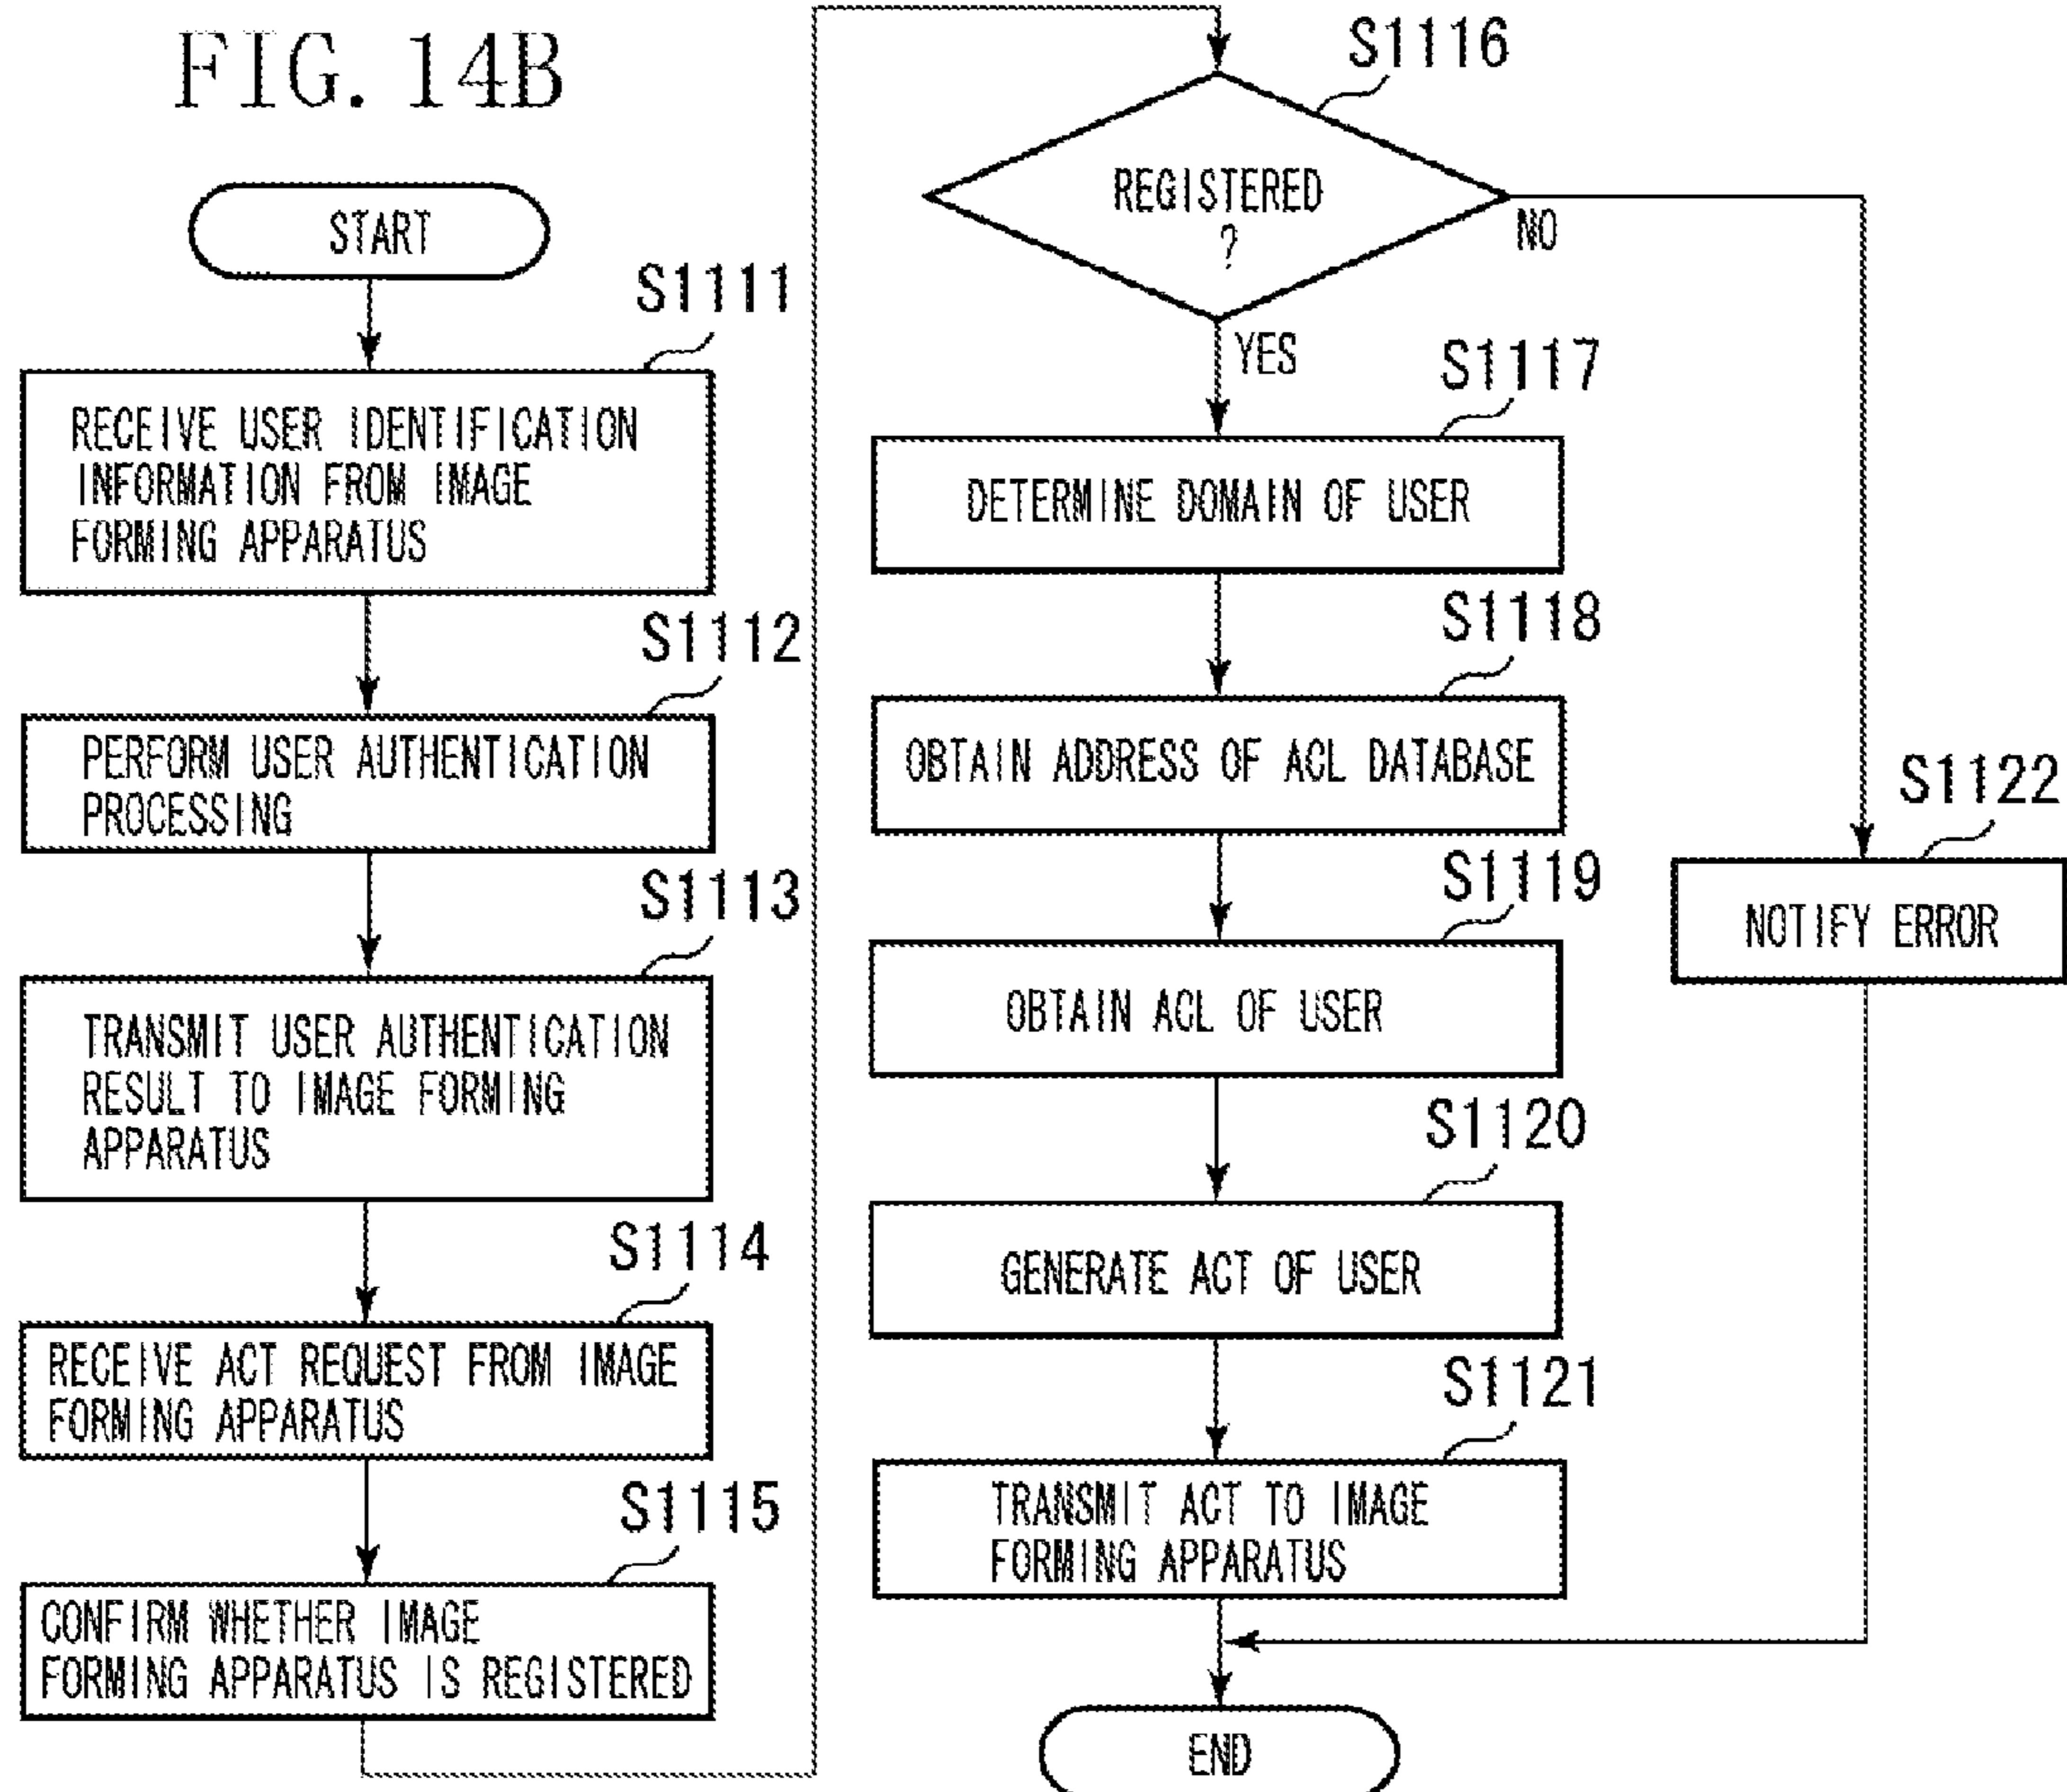 FIG. 14B
START
S1111
RECEIVE USER IDENTIFICATION
INFORMATION FROM IMAGE
FORMING APPARATUS
S1112
PERFORM USER AUTHENTICATION
PROCESSING
S1113
TRANSMIT USER AUTHENTICATION
RESULT TO IMAGE FORMING
APPARATUS
S1114
RECEIVE ACT REQUEST FROM IMAGE
FORMING APPARATUS
S1115
CONFIRM WHETHER IMAGE
FORMING APPARATUS IS REGISTERED
S1116
REGISTERED
?
NO
YES
S1117
DETERMINE DOMAIN OF USER
S1118
OBTAIN ADDRESS OF ACL DATABASE
S1119
OBTAIN ACL OF USER
S1120
GENERATE ACT OF USER
S1121
TRANSMIT ACT TO IMAGE
FORMING APPARATUS
S1122
NOTIFY ERROR
END